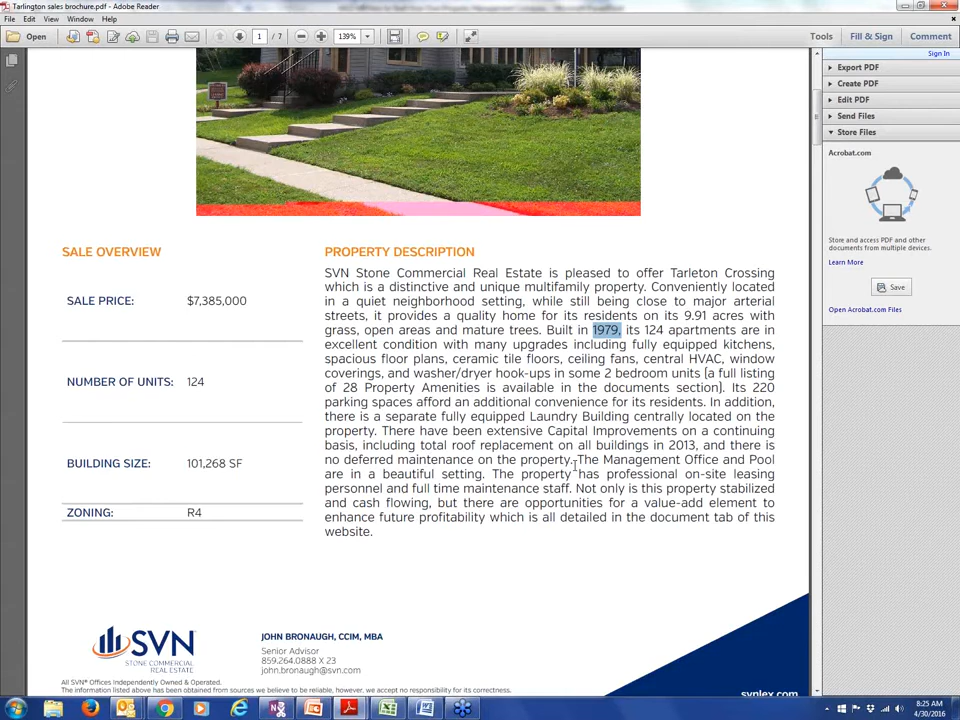 Tarlington sales brochure.pdf - Adobe Reader
File Edit View Window Help
Open
1 / 7
139%
Tools
Fill & Sign
Comment
Sign In
Export PDF
Create PDF
Edit PDF
Send Files
Store Files
Acrobat.com
Store and access PDF and other
documents from multiple devices.
Learn More
Save
Open Acrobat.com Files
SALE OVERVIEW
SALE PRICE: $7,385,000
NUMBER OF UNITS: 124
BUILDING SIZE: 101,268 SF
ZONING: R4
PROPERTY DESCRIPTION
SVN Stone Commercial Real Estate is pleased to offer Tarleton Crossing
which is a distinctive and unique multifamily property. Conveniently located
in a quiet neighborhood setting, while still being close to major arterial
streets, it provides a quality home for its residents on its 9.91 acres with
grass, open areas and mature trees. Built in 1979, its 124 apartments are in
excellent condition with many upgrades including fully equipped kitchens,
spacious floor plans, ceramic tile floors, ceiling fans, central HVAC, window
coverings, and washer/dryer hook-ups in some 2 bedroom units (a full listing
of 28 Property Amenities is available in the documents section). Its 220
parking spaces afford an additional convenience for its residents. In addition,
there is a separate fully equipped Laundry Building centrally located on the
property. There have been extensive Capital Improvements on a continuing
basis, including total roof replacement on all buildings in 2013, and there is
no deferred maintenance on the property. The Management Office and Pool
are in a beautiful setting. The property has professional on-site leasing
personnel and full time maintenance staff. Not only is this property stabilized
and cash flowing, but there are opportunities for a value-add element to
enhance future profitability which is all detailed in the document tab of this
website.
SVN
STONE COMMERCIAL
REAL ESTATE
JOHN BRONAUGH, CCIM, MBA
Senior Advisor
859.264.0888 X 23
john.bronaugh@svn.com
All SVN® Offices Independently Owned & Operated.
The information listed above has been obtained from sources we believe to be reliable, however, we accept no responsibility for its correctness.
svnlex.com
8:25 AM
4/30/2016